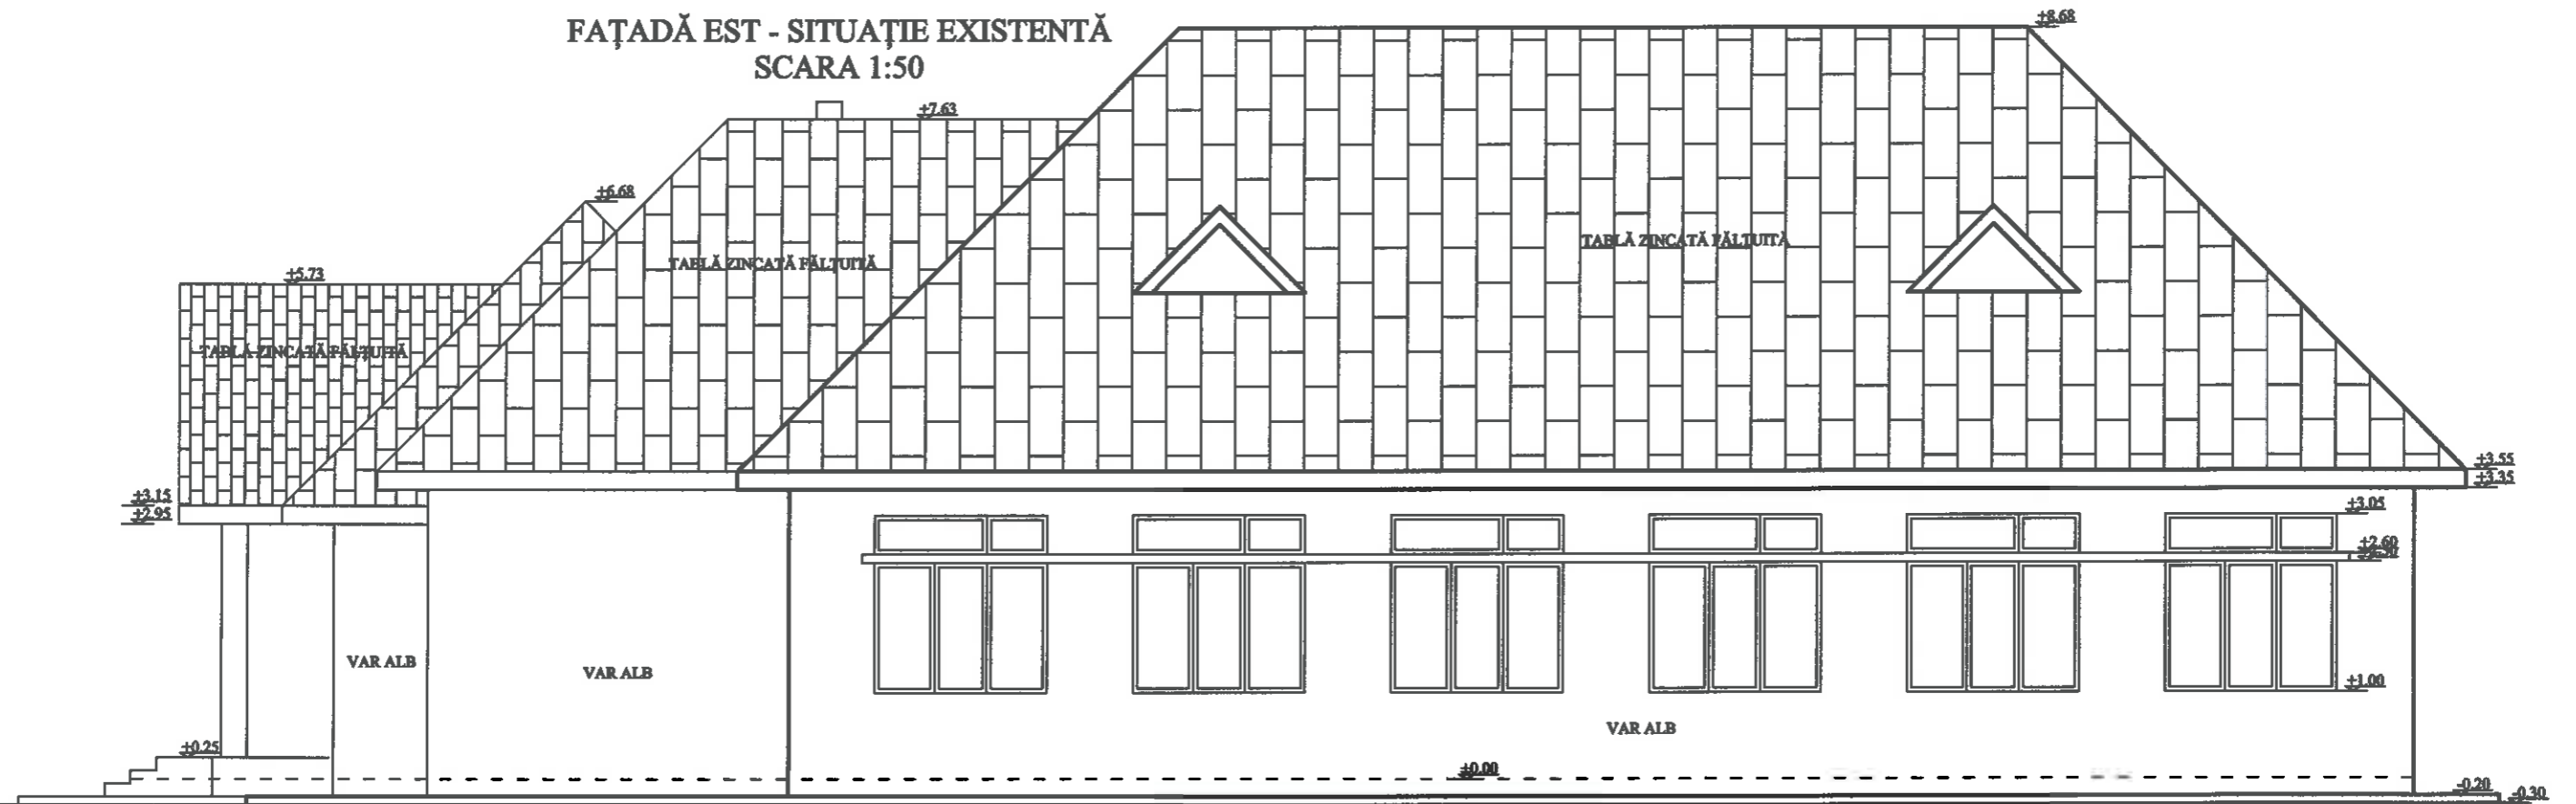 FAȚADĂ EST - SITUAȚIE EXISTENTĂ
SCARA 1:50
+8.68
+7.63
+6.68
+5.73
TABLĂ ZINCATĂ FĂLȚUITĂ
TABLĂ ZINCATĂ FĂLȚUITĂ
TABLĂ ZINCATĂ FĂLȚUITĂ
+3.55
+3.35
+3.15
+2.95
+3.05
+2.60
+1.00
VAR ALB
VAR ALB
VAR ALB
+0.25
±0.00
-0.20
-0.30